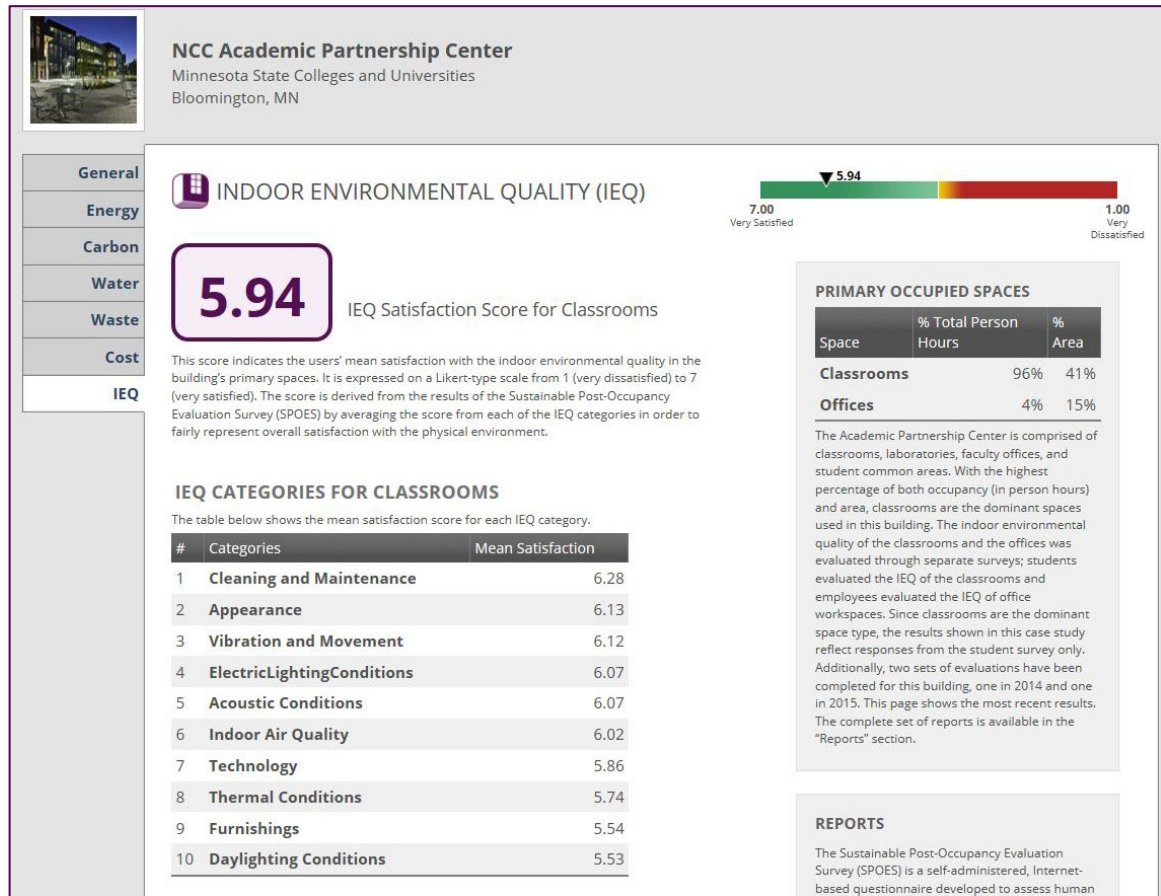 NCC Academic Partnership Center
Minnesota State Colleges and Universities
Bloomington, MN
General
Energy
Carbon
Water
Waste
Cost
IEQ
INDOOR ENVIRONMENTAL QUALITY (IEQ)
5.94
7.00
Very Satisfied
1.00
Very
Dissatisfied
5.94
IEQ Satisfaction Score for Classrooms
This score indicates the users' mean satisfaction with the indoor environmental quality in the
building's primary spaces. It is expressed on a Likert-type scale from 1 (very dissatisfied) to 7
(very satisfied). The score is derived from the results of the Sustainable Post-Occupancy
Evaluation Survey (SPOES) by averaging the score from each of the IEQ categories in order to
fairly represent overall satisfaction with the physical environment.
IEQ CATEGORIES FOR CLASSROOMS
The table below shows the mean satisfaction score for each IEQ category.
# Categories Mean Satisfaction
1 Cleaning and Maintenance 6.28
2 Appearance 6.13
3 Vibration and Movement 6.12
4 ElectricLightingConditions 6.07
5 Acoustic Conditions 6.07
6 Indoor Air Quality 6.02
7 Technology 5.86
8 Thermal Conditions 5.74
9 Furnishings 5.54
10 Daylighting Conditions 5.53
PRIMARY OCCUPIED SPACES
% Total Person %
Space Hours Area
Classrooms 96% 41%
Offices 4% 15%
The Academic Partnership Center is comprised of
classrooms, laboratories, faculty offices, and
student common areas. With the highest
percentage of both occupancy (in person hours)
and area, classrooms are the dominant spaces
used in this building. The indoor environmental
quality of the classrooms and the offices was
evaluated through separate surveys; students
evaluated the IEQ of the classrooms and
employees evaluated the IEQ of office
workspaces. Since classrooms are the dominant
space type, the results shown in this case study
reflect responses from the student survey only.
Additionally, two sets of evaluations have been
completed for this building, one in 2014 and one
in 2015. This page shows the most recent results.
The complete set of reports is available in the
"Reports" section.
REPORTS
The Sustainable Post-Occupancy Evaluation
Survey (SPOES) is a self-administered, Internet-
based questionnaire developed to assess human